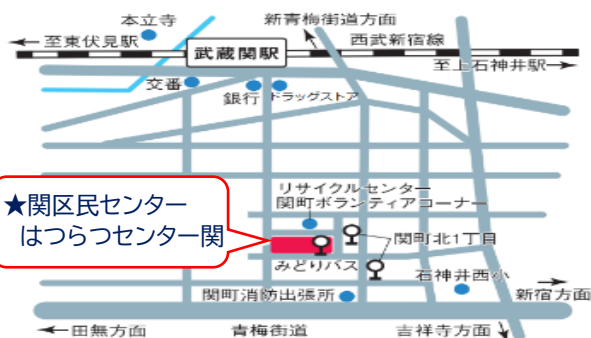 本立寺
新青梅街道方面
←至東伏見駅
武蔵関駅
西武新宿線
至上石神井駅→
交番
銀行
ドラッグストア
★関区民センター
はつらつセンター関
リサイクルセンター
関町ボランティアコーナー
関町北1丁目
みどりバス
石神井西小
関町消防出張所
新宿方面
←田無方面
青梅街道
吉祥寺方面